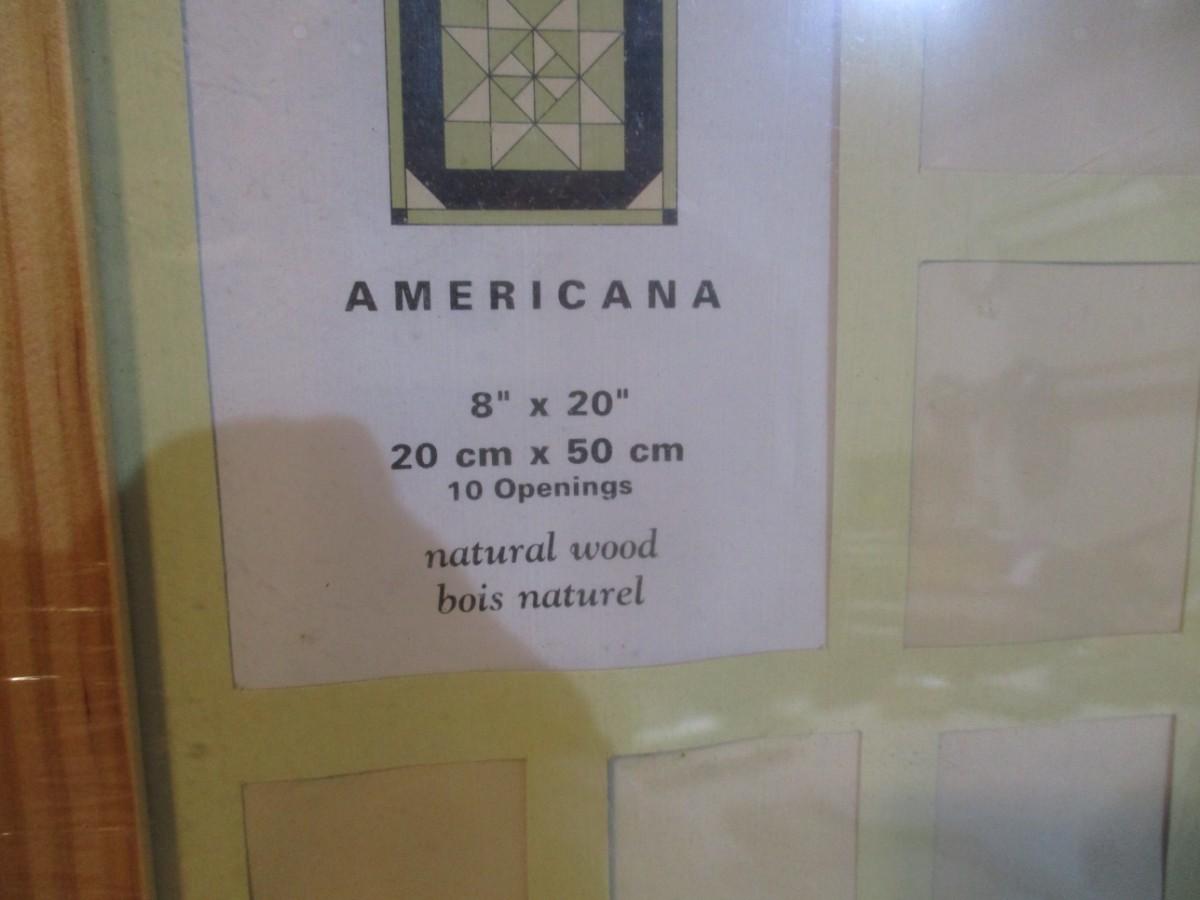 AMERICANA
8" x 20"
20 cm x 50 cm
10 Openings
natural wood
bois naturel